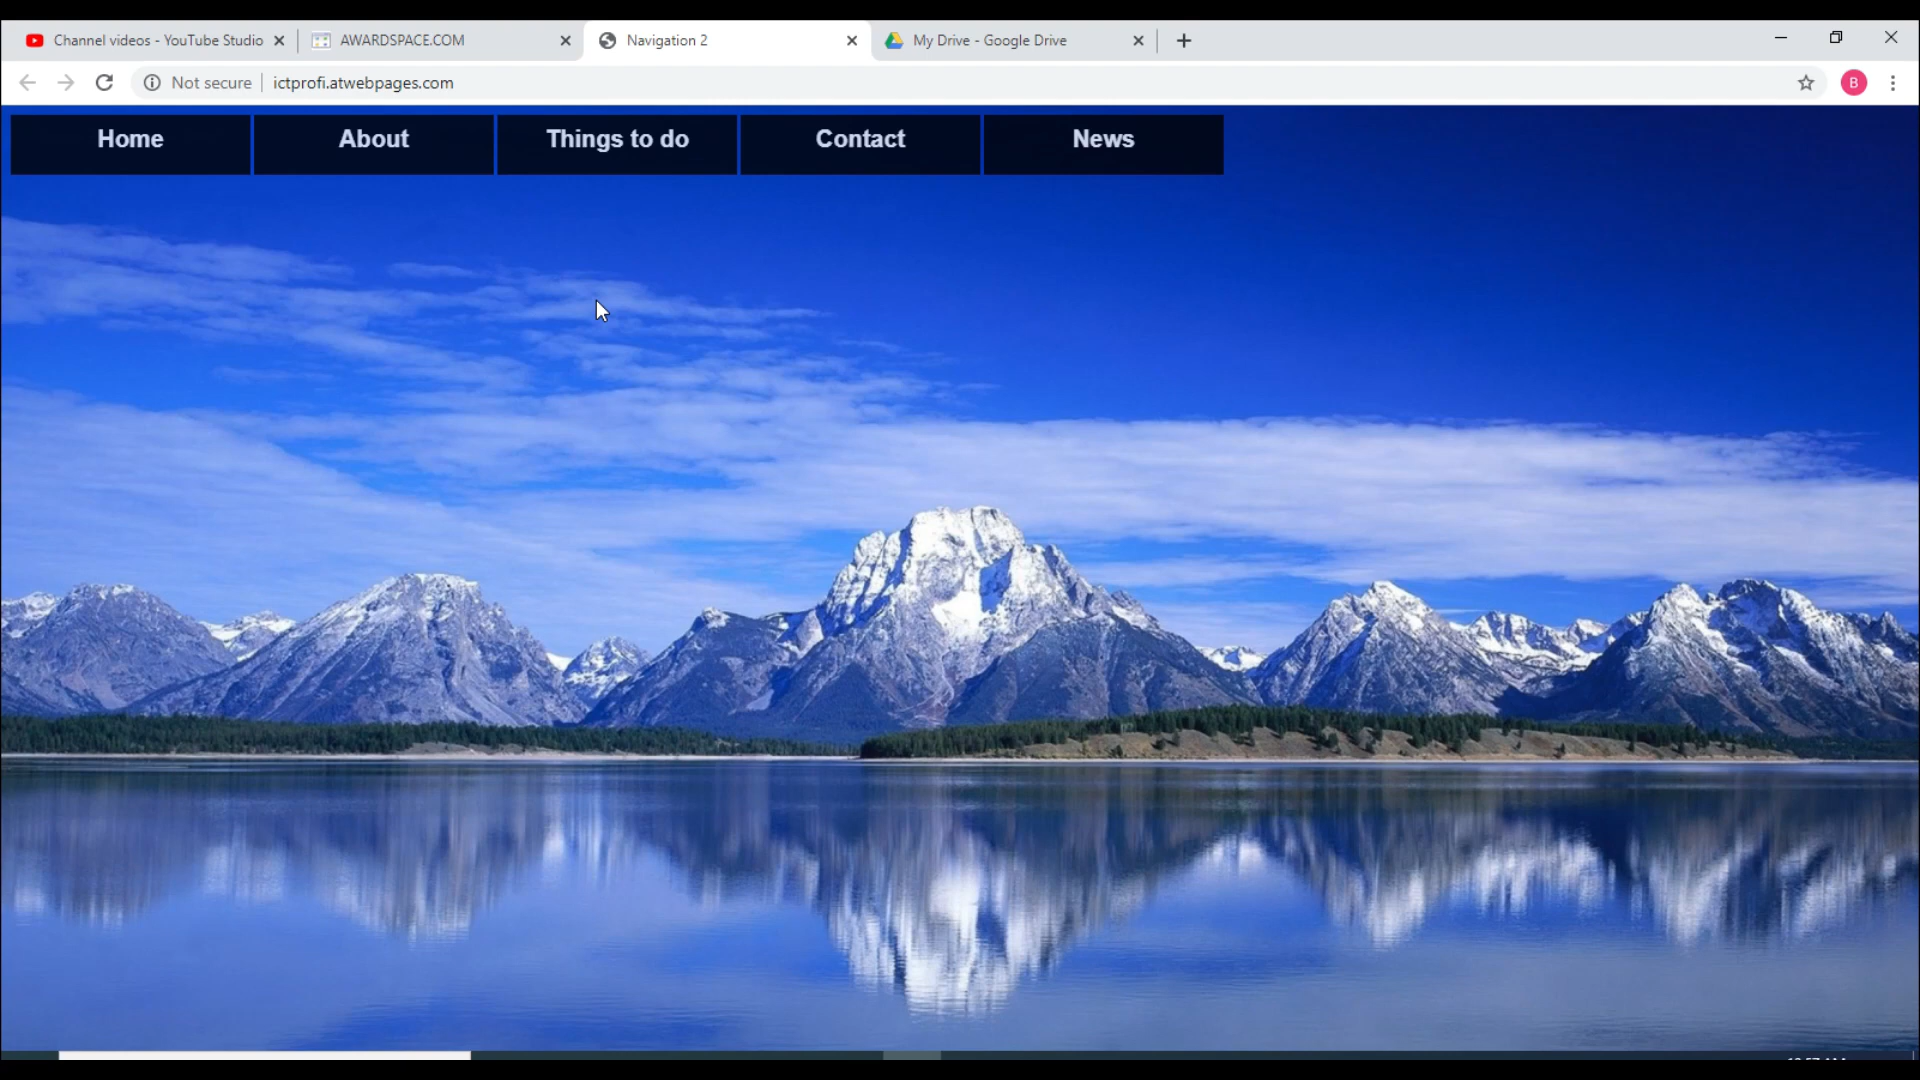 Channel videos - YouTube Studio
AWARDSPACE.COM
Navigation 2
My Drive - Google Drive
Not secure
ictprofi.atwebpages.com
B
Home
About
Things to do
Contact
News